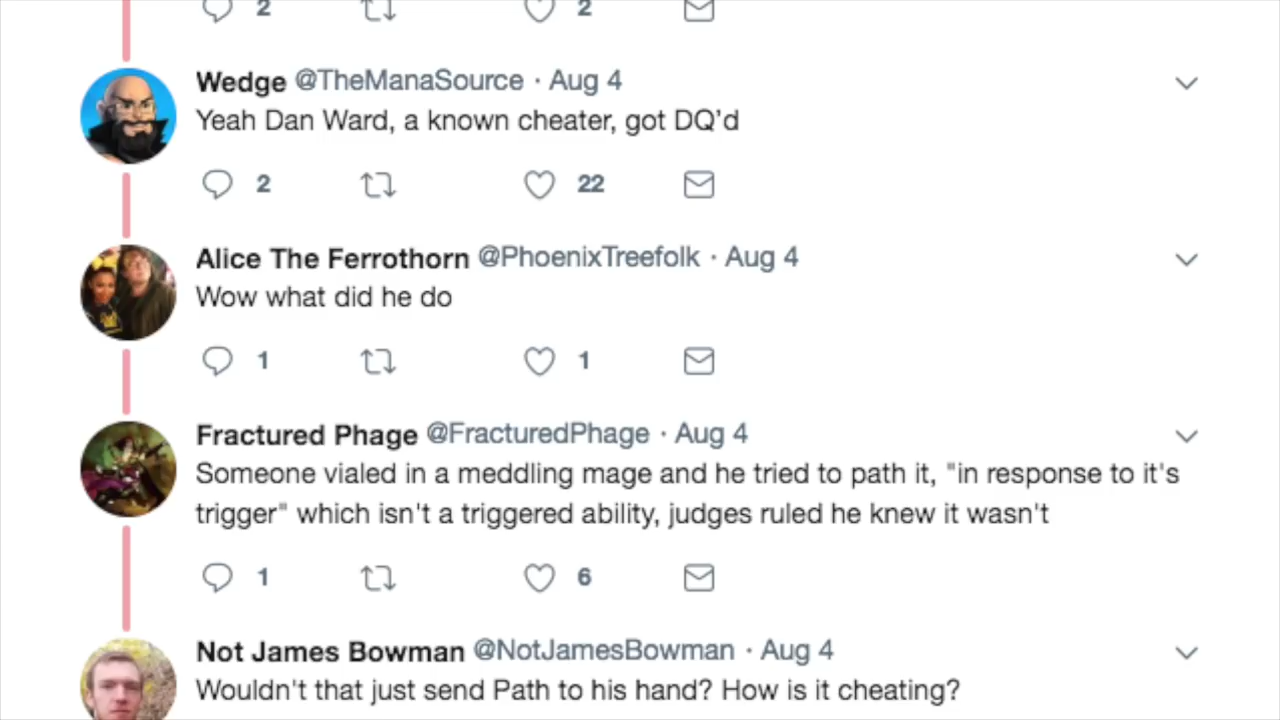 2 2
Wedge @TheManaSource · Aug 4
Yeah Dan Ward, a known cheater, got DQ’d
2 22
Alice The Ferrothorn @PhoenixTreefolk · Aug 4
Wow what did he do
1 1
Fractured Phage @FracturedPhage · Aug 4
Someone vialed in a meddling mage and he tried to path it, "in response to it's
trigger" which isn't a triggered ability, judges ruled he knew it wasn't
1 6
Not James Bowman @NotJamesBowman · Aug 4
Wouldn't that just send Path to his hand? How is it cheating?